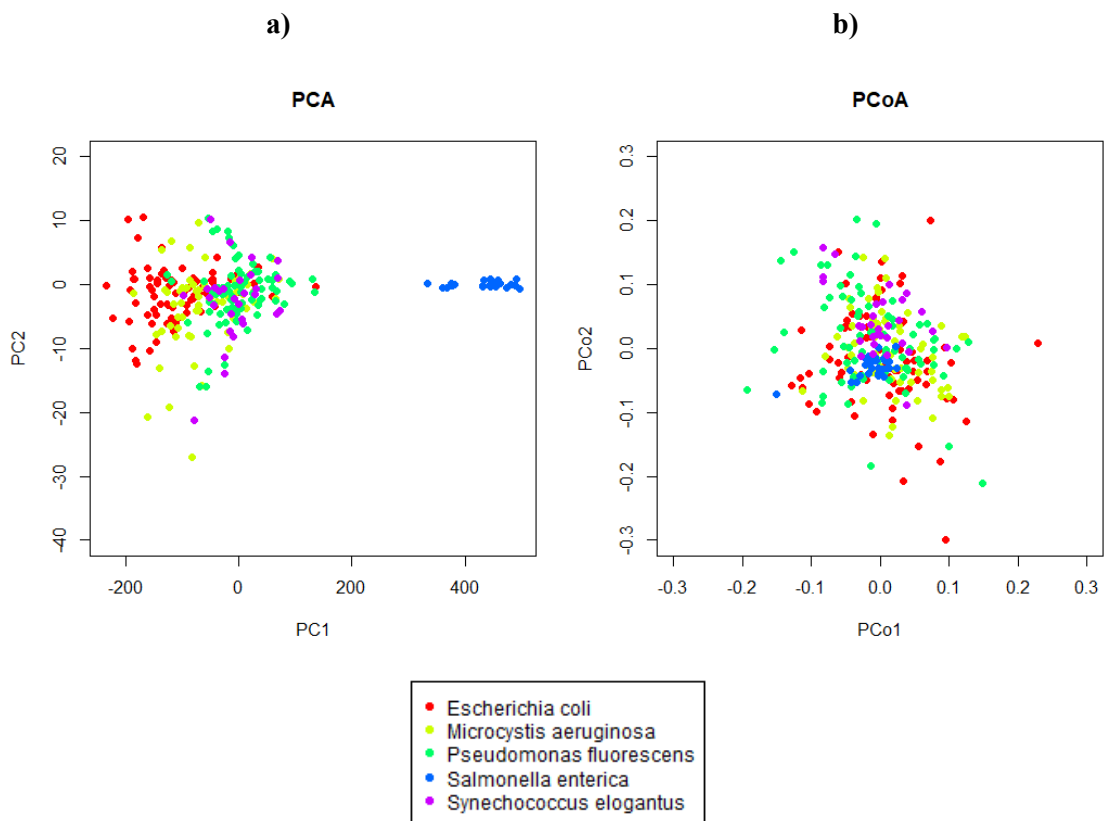 a)
b)
PCA
PCoA
20
10
0
-10
-20
-30
-40
PC2
-200
0
200
400
PC1
0.3
0.2
0.1
0.0
-0.1
-0.2
-0.3
PCo2
-0.3
-0.2
-0.1
0.0
0.1
0.2
0.3
PCo1
Escherichia coli
Microcystis aeruginosa
Pseudomonas fluorescens
Salmonella enterica
Synechococcus elogantus